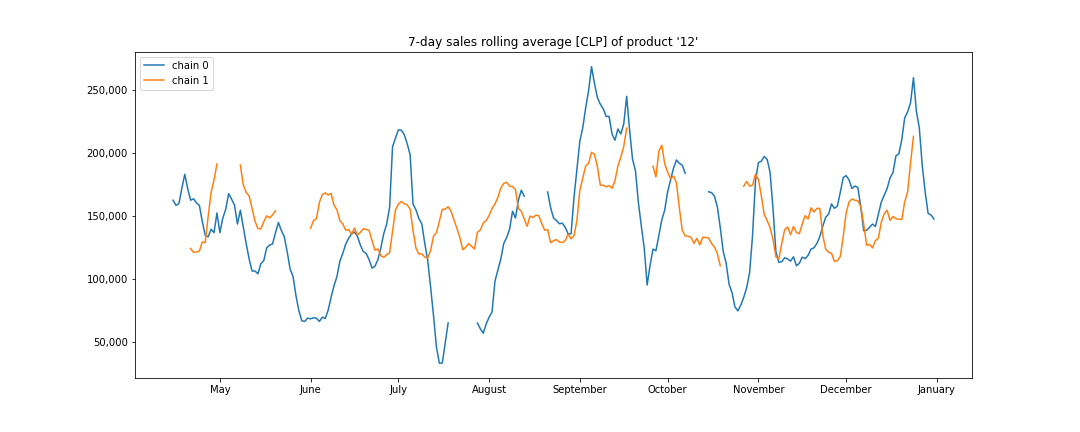 7-day sales rolling average [CLP] of product '12'
chain 0
chain 1
250,000
200,000
150,000
100,000
50,000
May June July August September October November December January